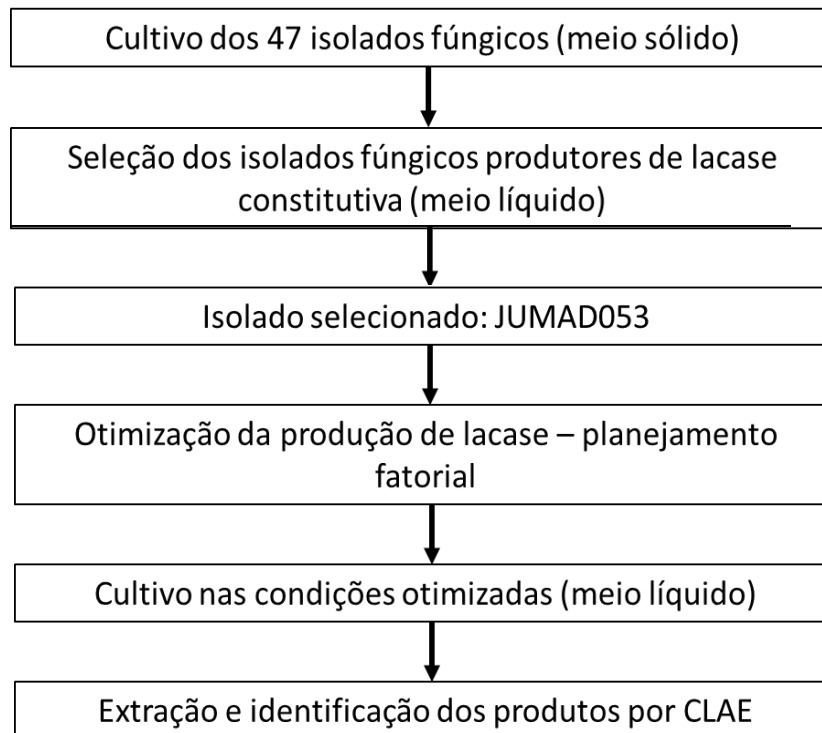 Cultivo dos 47 isolados fúngicos (meio sólido)
Seleção dos isolados fúngicos produtores de lacase
constitutiva (meio líquido)
Isolado selecionado: JUMAD053
Otimização da produção de lacase – planejamento
fatorial
Cultivo nas condições otimizadas (meio líquido)
Extração e identificação dos produtos por CLAE